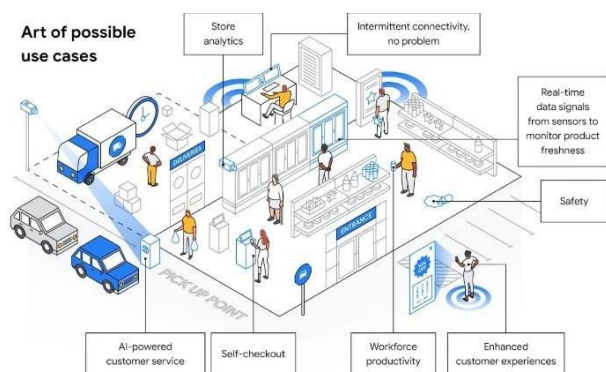 Art of possible
use cases
Store
analytics
Intermittent connectivity,
no problem
Real-time
data signals
from sensors to
monitor product
freshness
DELIVERIES
Safety
ENTRANCE
PICK UP POINT
AI-powered
customer service
Self-checkout
Workforce
productivity
Enhanced
customer experiences